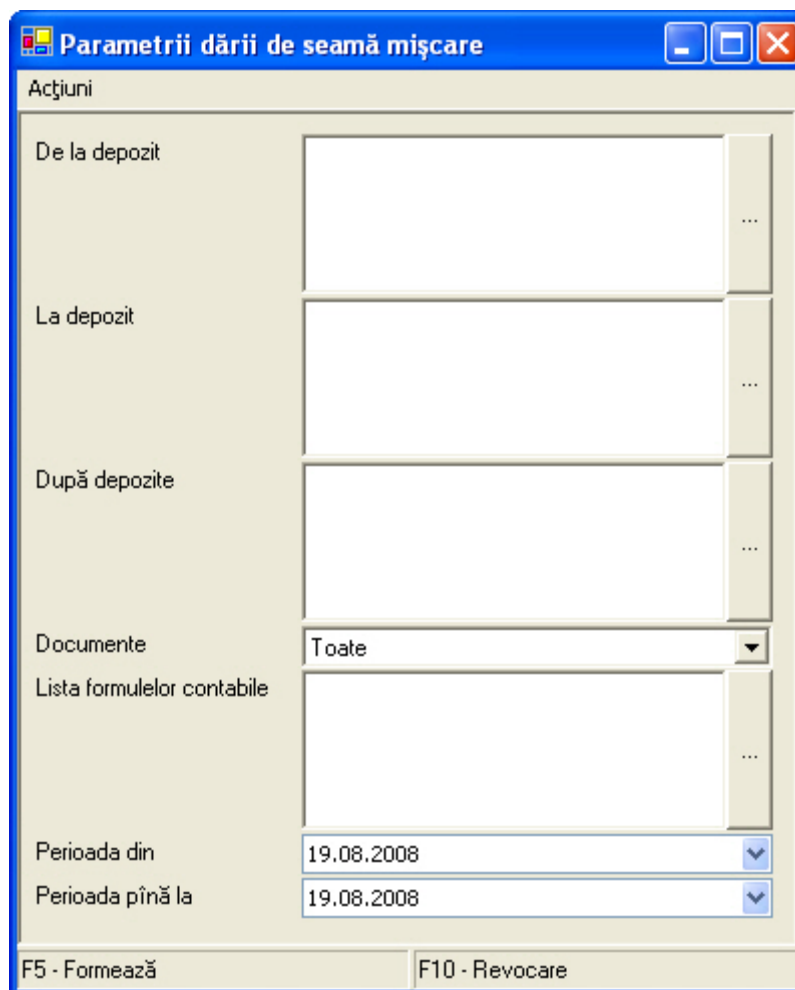 Parametrii dării de seamă mişcare
Acţiuni
De la depozit
...
La depozit
...
După depozite
...
Documente Toate
Lista formulelor contabile
...
Perioada din 19.08.2008
Perioada pînă la 19.08.2008
F5 - Formează F10 - Revocare